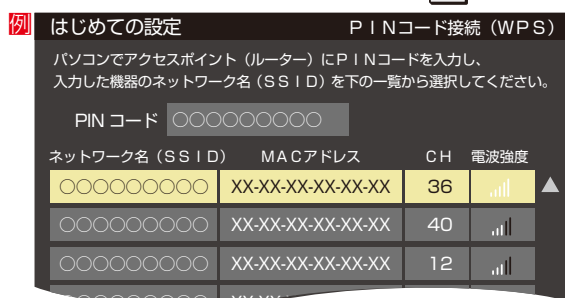 例
はじめての設定 PINコード接続（WPS）
パソコンでアクセスポイント（ルーター）にPINコードを入力し、
入力した機器のネットワーク名（SSID）を下の一覧から選択してください。
PIN コード ○○○○○○○○○
ネットワーク名（SSID） MACアドレス CH 電波強度
○○○○○○○○○ XX-XX-XX-XX-XX-XX 36
○○○○○○○○○ XX-XX-XX-XX-XX-XX 40
○○○○○○○○○ XX-XX-XX-XX-XX-XX 12